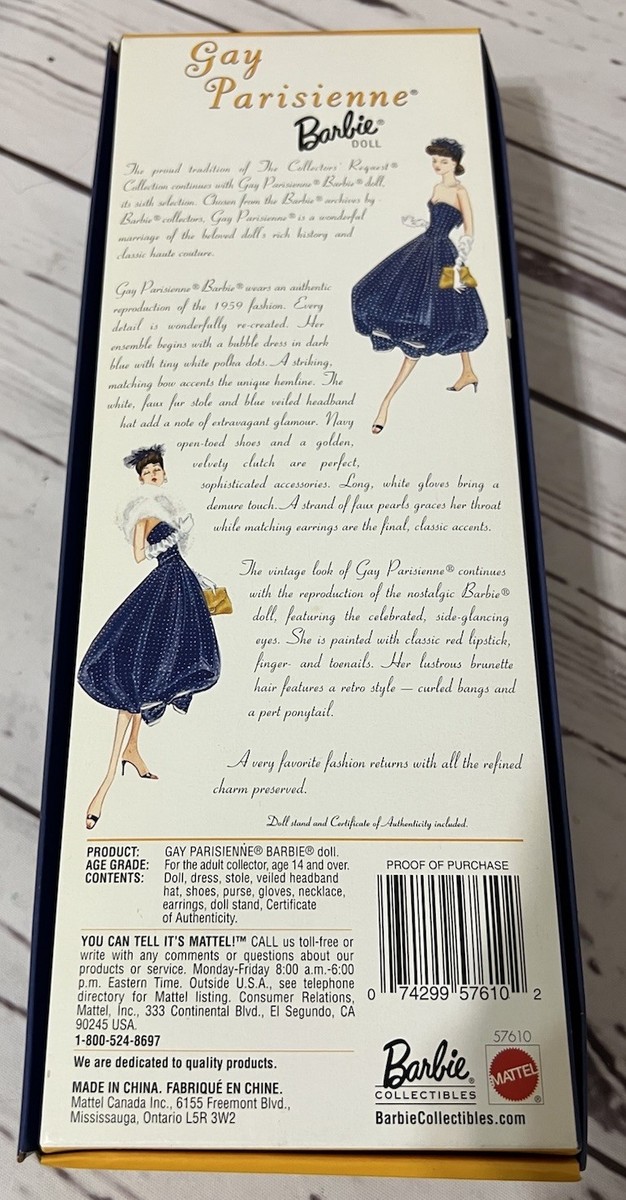 Gay
Parisienne®
Barbie®
DOLL
The proud tradition of The Collectors' Request®
Collection continues with Gay Parisienne® Barbie® doll,
its sixth selection. Chosen from the Barbie® archives by
Barbie® collectors, Gay Parisienne® is a wonderful
marriage of the beloved doll's rich history and
classic haute couture.
Gay Parisienne® Barbie® wears an authentic
reproduction of the 1959 fashion. Every
detail is wonderfully re-created. Her
ensemble begins with a bubble dress in dark
blue with tiny white polka dots. A striking,
matching bow accents the unique hemline. The
white, faux fur stole and blue veiled headband
hat add a note of extravagant glamour. Navy
open-toed shoes and a golden,
velvety clutch are perfect,
sophisticated accessories. Long, white gloves bring a
demure touch. A strand of faux pearls graces her throat
while matching earrings are the final, classic accents.
The vintage look of Gay Parisienne® continues
with the reproduction of the nostalgic Barbie®
doll, featuring the celebrated, side-glancing
eyes. She is painted with classic red lipstick,
finger- and toenails. Her lustrous brunette
hair features a retro style — curled bangs and
a pert ponytail.
A very favorite fashion returns with all the refined
charm preserved.
Doll stand and Certificate of Authenticity included.
PRODUCT: GAY PARISIENNE® BARBIE® doll.
AGE GRADE: For the adult collector, age 14 and over.
CONTENTS: Doll, dress, stole, veiled headband
hat, shoes, purse, gloves, necklace,
earrings, doll stand, Certificate
of Authenticity.
YOU CAN TELL IT'S MATTEL!™ CALL us toll-free or
write with any comments or questions about our
products or service. Monday-Friday 8:00 a.m.-6:00
p.m. Eastern Time. Outside U.S.A., see telephone
directory for Mattel listing. Consumer Relations,
Mattel, Inc., 333 Continental Blvd., El Segundo, CA
90245 USA.
1-800-524-8697
We are dedicated to quality products.
MADE IN CHINA. FABRIQUÉ EN CHINE.
Mattel Canada Inc., 6155 Freemont Blvd.,
Mississauga, Ontario L5R 3W2
PROOF OF PURCHASE
0 74299 57610 2
57610
Barbie®
COLLECTIBLES
MATTEL®
BarbieCollectibles.com